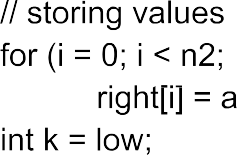 // storing values
for (i = 0; i < n2;
right[i] = a
int k = low;